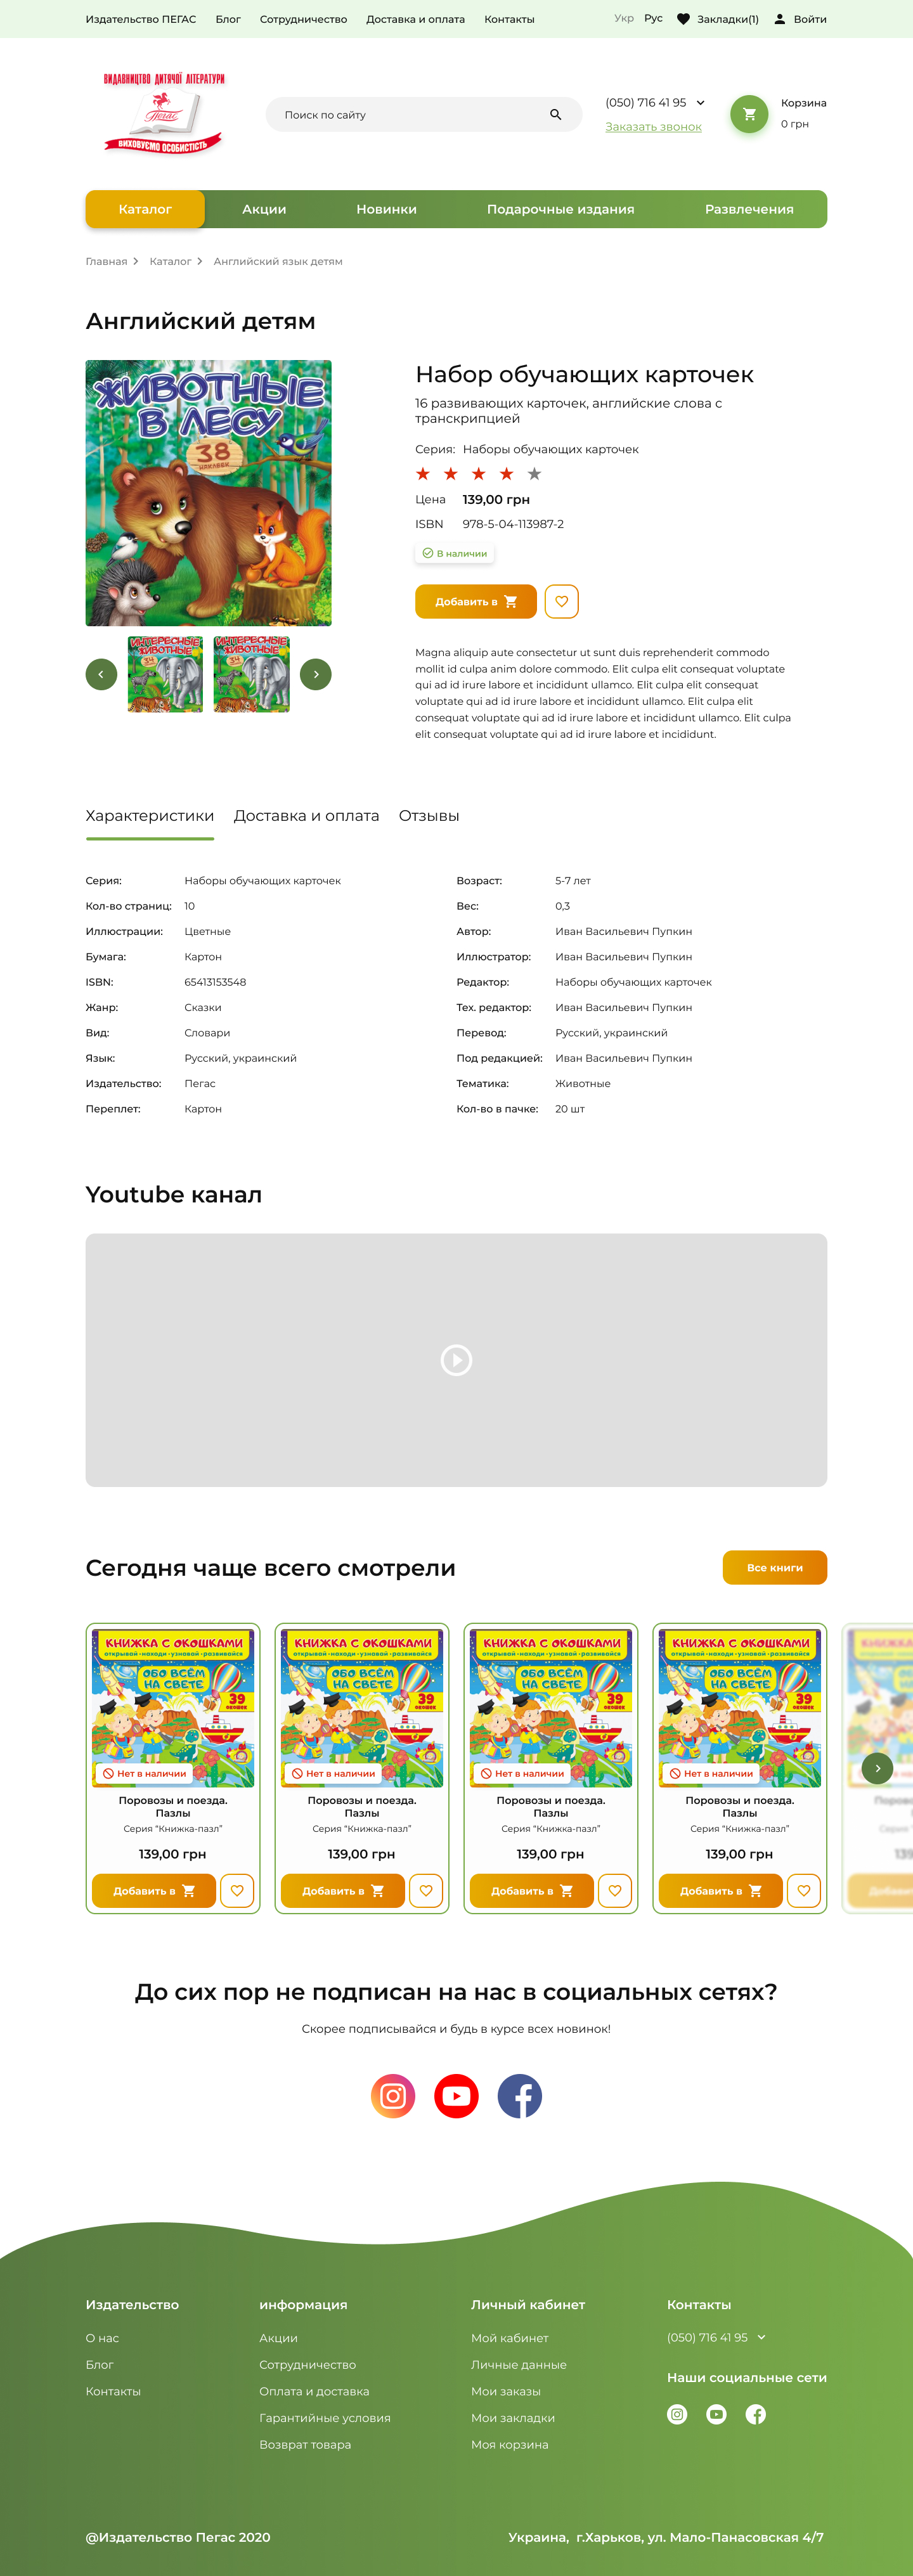 Издательство ПЕГАС Блог Сотрудничество Доставка и оплата Контакты Укр Рус Закладки(1) Войти
ВИДАВНИЦТВО ДИТЯЧОЇ ЛІТЕРАТУРИ
Пегас
ВИХОВУЄМО ОСОБИСТІСТЬ
Поиск по сайту
(050) 716 41 95
Заказать звонок
Корзина
0 грн
Каталог Акции Новинки Подарочные издания Развлечения
Главная Каталог Английский язык детям
Английский детям
ЖИВОТНЫЕ
В ЛЕСУ
38
НАКЛЕЕК
ИНТЕРЕСНЫЕ
ЖИВОТНЫЕ
34
ИНТЕРЕСНЫЕ
ЖИВОТНЫЕ
34
Набор обучающих карточек
16 развивающих карточек, английские слова с
транскрипцией
Серия: Наборы обучающих карточек
Цена 139,00 грн
ISBN 978-5-04-113987-2
В наличии
Добавить в
Magna aliquip aute consectetur ut sunt duis reprehenderit commodo
mollit id culpa anim dolore commodo. Elit culpa elit consequat voluptate
qui ad id irure labore et incididunt ullamco. Elit culpa elit consequat
voluptate qui ad id irure labore et incididunt ullamco. Elit culpa elit
consequat voluptate qui ad id irure labore et incididunt ullamco. Elit culpa
elit consequat voluptate qui ad id irure labore et incididunt.
Характеристики Доставка и оплата Отзывы
Серия: Наборы обучающих карточек
Кол-во страниц: 10
Иллюстрации: Цветные
Бумага: Картон
ISBN: 65413153548
Жанр: Сказки
Вид: Словари
Язык: Русский, украинский
Издательство: Пегас
Переплет: Картон
Возраст: 5-7 лет
Вес: 0,3
Автор: Иван Васильевич Пупкин
Иллюстратор: Иван Васильевич Пупкин
Редактор: Наборы обучающих карточек
Тех. редактор: Иван Васильевич Пупкин
Перевод: Русский, украинский
Под редакцией: Иван Васильевич Пупкин
Тематика: Животные
Кол-во в пачке: 20 шт
Youtube канал
Сегодня чаще всего смотрели
Все книги
КНИЖКА С ОКОШКАМИ
открывай·находи·узнавай·развивайся
ОБО ВСЁМ
НА СВЕТЕ
39
ОКОШЕК
Нет в наличии
Поровозы и поезда.
Пазлы
Серия “Книжка-пазл”
139,00 грн
Добавить в
КНИЖКА С ОКОШКАМИ
открывай·находи·узнавай·развивайся
ОБО ВСЁМ
НА СВЕТЕ
39
ОКОШЕК
Нет в наличии
Поровозы и поезда.
Пазлы
Серия “Книжка-пазл”
139,00 грн
Добавить в
КНИЖКА С ОКОШКАМИ
открывай·находи·узнавай·развивайся
ОБО ВСЁМ
НА СВЕТЕ
39
ОКОШЕК
Нет в наличии
Поровозы и поезда.
Пазлы
Серия “Книжка-пазл”
139,00 грн
Добавить в
КНИЖКА С ОКОШКАМИ
открывай·находи·узнавай·развивайся
ОБО ВСЁМ
НА СВЕТЕ
39
ОКОШЕК
Нет в наличии
Поровозы и поезда.
Пазлы
Серия “Книжка-пазл”
139,00 грн
Добавить в
До сих пор не подписан на нас в социальных сетях?
Скорее подписывайся и будь в курсе всех новинок!
Издательство
О нас
Блог
Контакты
информация
Акции
Сотрудничество
Оплата и доставка
Гарантийные условия
Возврат товара
Личный кабинет
Мой кабинет
Личные данные
Мои заказы
Мои закладки
Моя корзина
Контакты
(050) 716 41 95
Наши социальные сети
@Издательство Пегас 2020
Украина, г.Харьков, ул. Мало-Панасовская 4/7